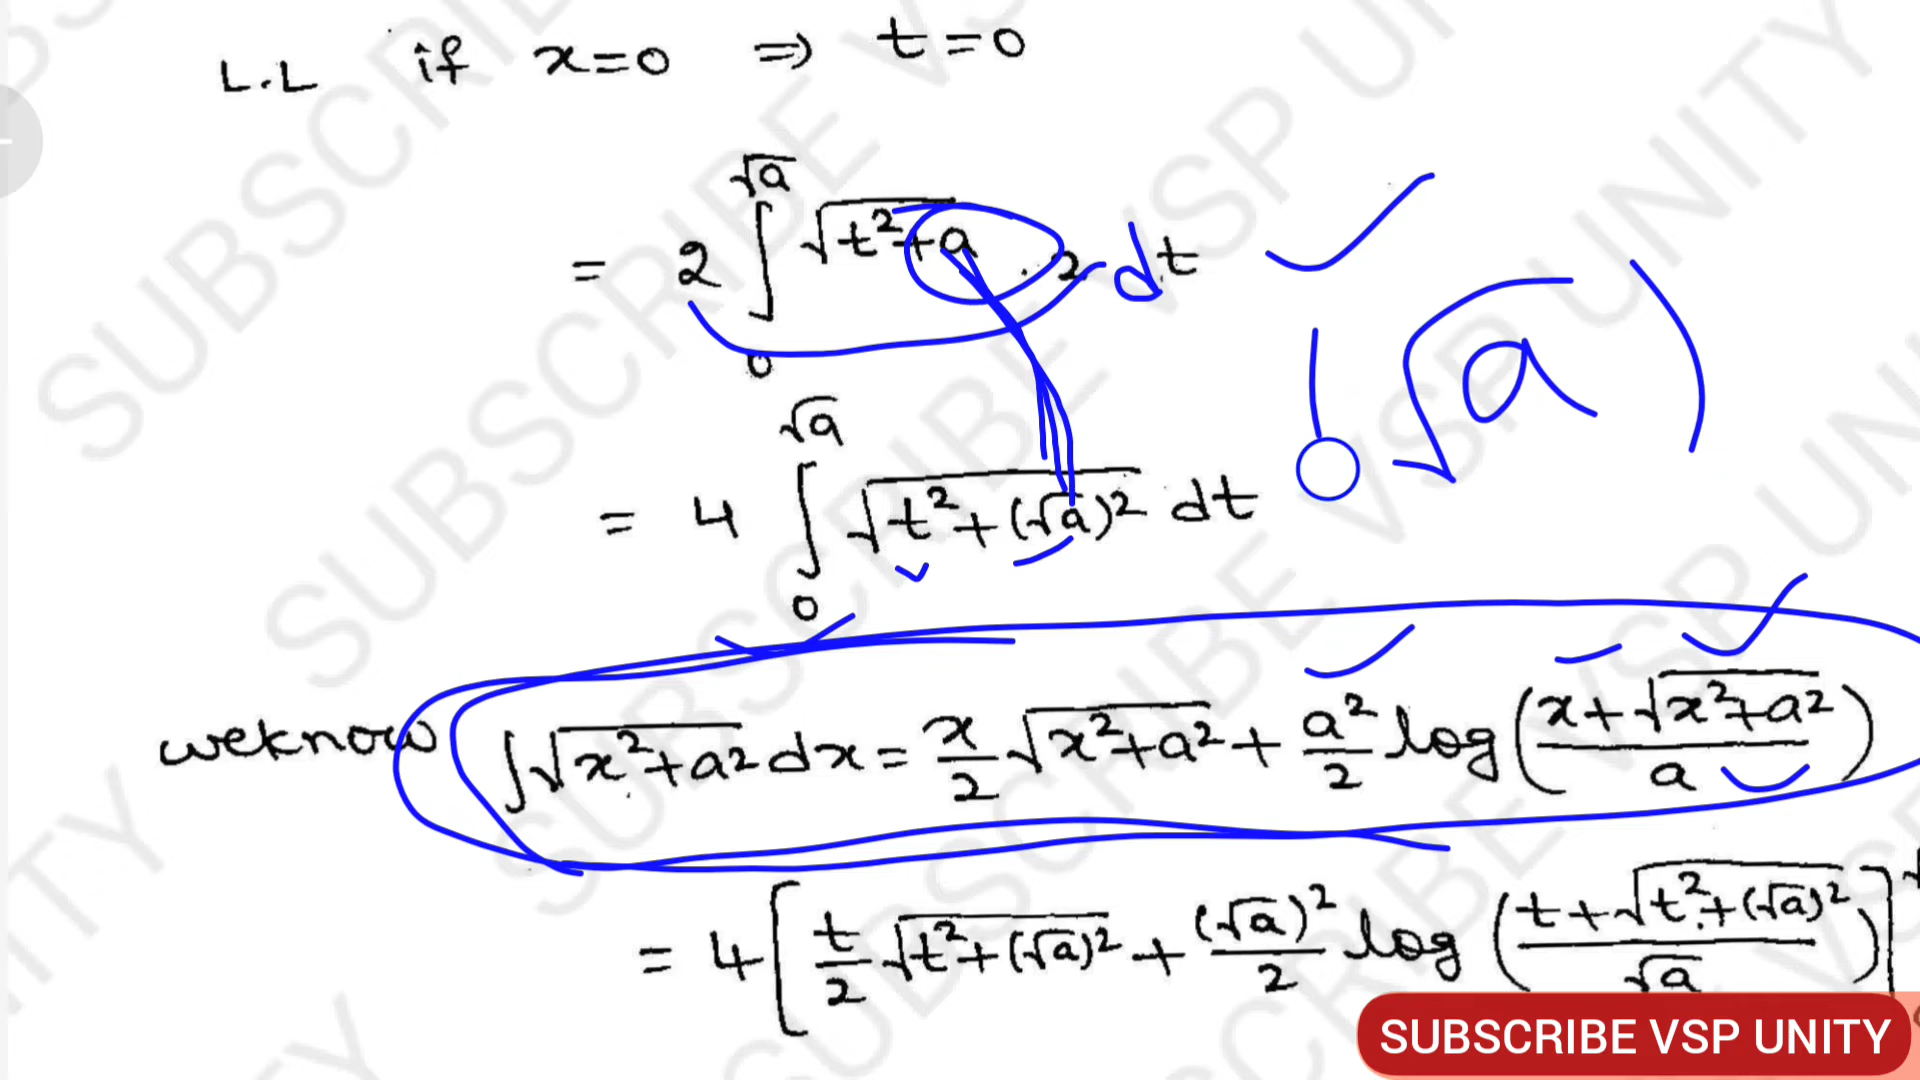 L.L if x=0 ⇒ t=0
= 2 ∫₀^√a √(t²+a) . 2 dt
(√a)
= 4 ∫₀^√a √(t²+(√a)²) dt
weknow ∫√(x²+a²) dx = x/2 √(x²+a²) + a²/2 log((x+√(x²+a²))/a)
= 4[t/2 √(t²+(√a)²) + (√a)²/2 log((t+√(t²+(√a)²))/√a)]
SUBSCRIBE VSP UNITY